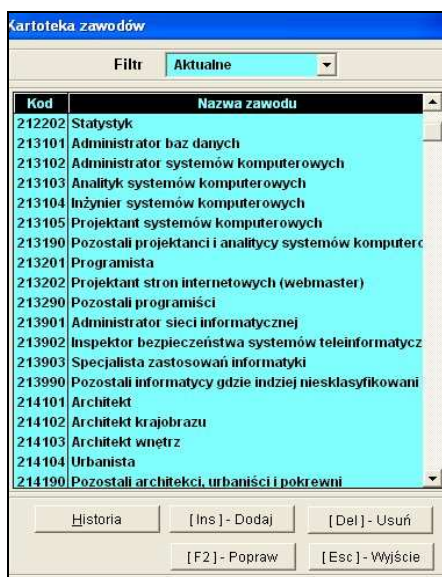 Kartoteka zawodów
Filtr Aktualne
Kod Nazwa zawodu
212202 Statystyk
213101 Administrator baz danych
213102 Administrator systemów komputerowych
213103 Analityk systemów komputerowych
213104 Inżynier systemów komputerowych
213105 Projektant systemów komputerowych
213190 Pozostali projektanci i analitycy systemów komputerc
213201 Programista
213202 Projektant stron internetowych (webmaster)
213290 Pozostali programiści
213901 Administrator sieci informatycznej
213902 Inspektor bezpieczeństwa systemów teleinformatycz
213903 Specjalista zastosowań informatyki
213990 Pozostali informatycy gdzie indziej niesklasyfikowani
214101 Architekt
214102 Architekt krajobrazu
214103 Architekt wnętrz
214104 Urbanista
214190 Pozostali architekci, urbaniści i pokrewni
Historia [Ins] - Dodaj [Del] - Usuń
[F2] - Popraw [Esc] - Wyjście